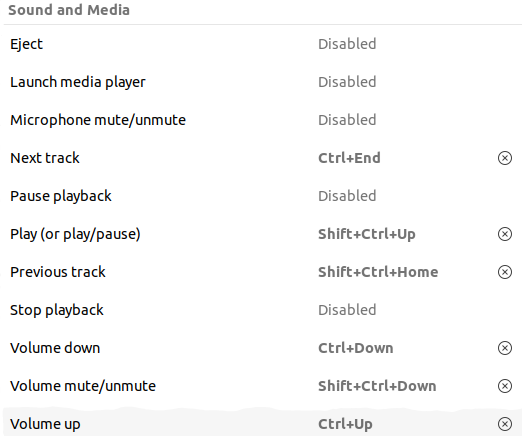 Sound and Media
Eject Disabled
Launch media player Disabled
Microphone mute/unmute Disabled
Next track Ctrl+End
Pause playback Disabled
Play (or play/pause) Shift+Ctrl+Up
Previous track Shift+Ctrl+Home
Stop playback Disabled
Volume down Ctrl+Down
Volume mute/unmute Shift+Ctrl+Down
Volume up Ctrl+Up